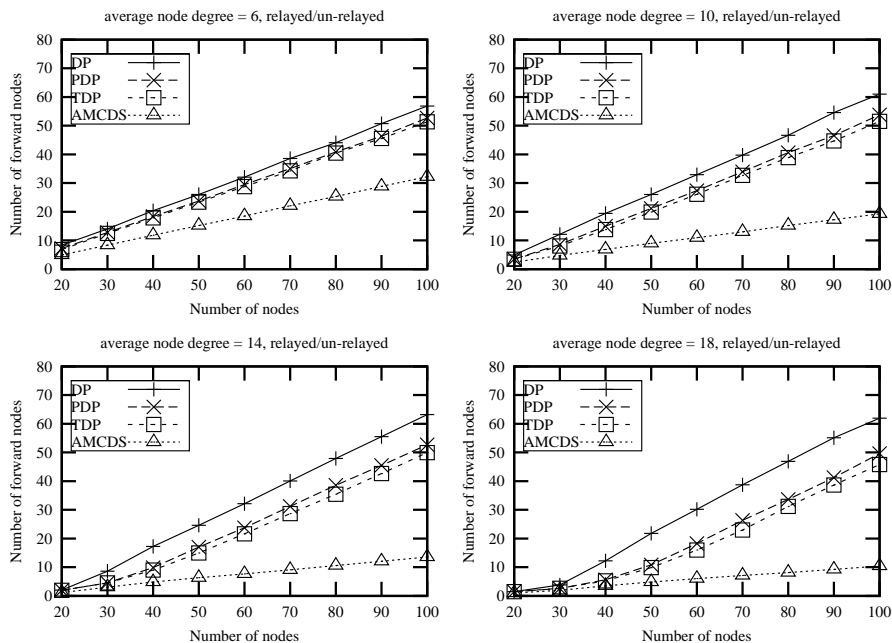 average node degree = 6, relayed/un-relayed
80
70
60
50
40
30
20
10
0
DP
PDP
TDP
AMCDS
Number of forward nodes
20 30 40 50 60 70 80 90 100
Number of nodes
average node degree = 10, relayed/un-relayed
80
70
60
50
40
30
20
10
0
DP
PDP
TDP
AMCDS
Number of forward nodes
20 30 40 50 60 70 80 90 100
Number of nodes
average node degree = 14, relayed/un-relayed
80
70
60
50
40
30
20
10
0
DP
PDP
TDP
AMCDS
Number of forward nodes
20 30 40 50 60 70 80 90 100
Number of nodes
average node degree = 18, relayed/un-relayed
80
70
60
50
40
30
20
10
0
DP
PDP
TDP
AMCDS
Number of forward nodes
20 30 40 50 60 70 80 90 100
Number of nodes